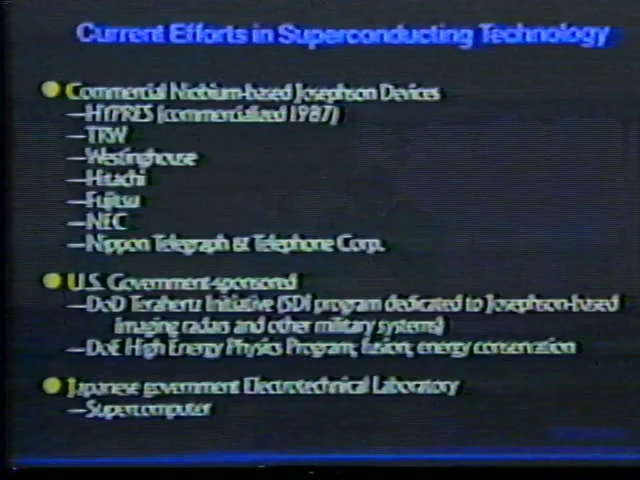 Current Efforts in Superconducting Technology
Commercial Niobium-based Josephson Devices
—HYPRES (commercialized 1987)
—TRW
—Westinghouse
—Hitachi
—Fujitsu
—NEC
—Nippon Telegraph & Telephone Corp.
U.S. Government-sponsored
—DoD Terahertz Initiative (SDI program dedicated to Josephson-based
imaging radars and other military systems)
—DoE High Energy Physics Program; fusion; energy conservation
Japanese government Electrotechnical Laboratory
—Supercomputer